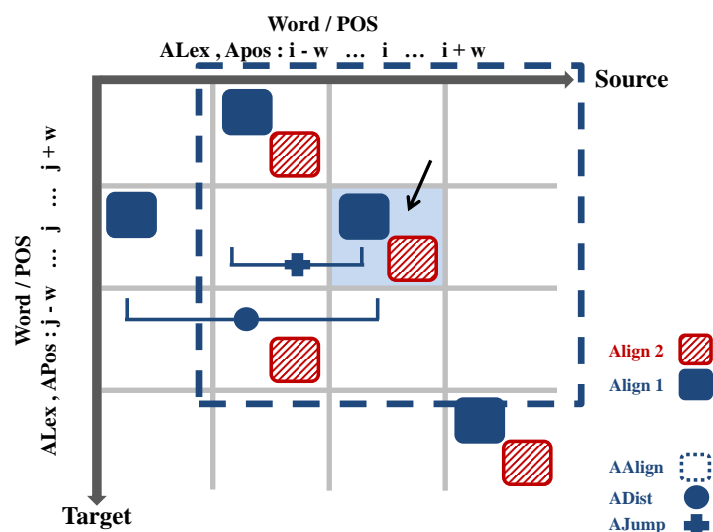 Word / POS
ALex , Apos : i - w … i … i + w
Source
Word / POS
ALex , APos : j - w … j … j + w
Target
Align 2
Align 1
AAlign
ADist
AJump